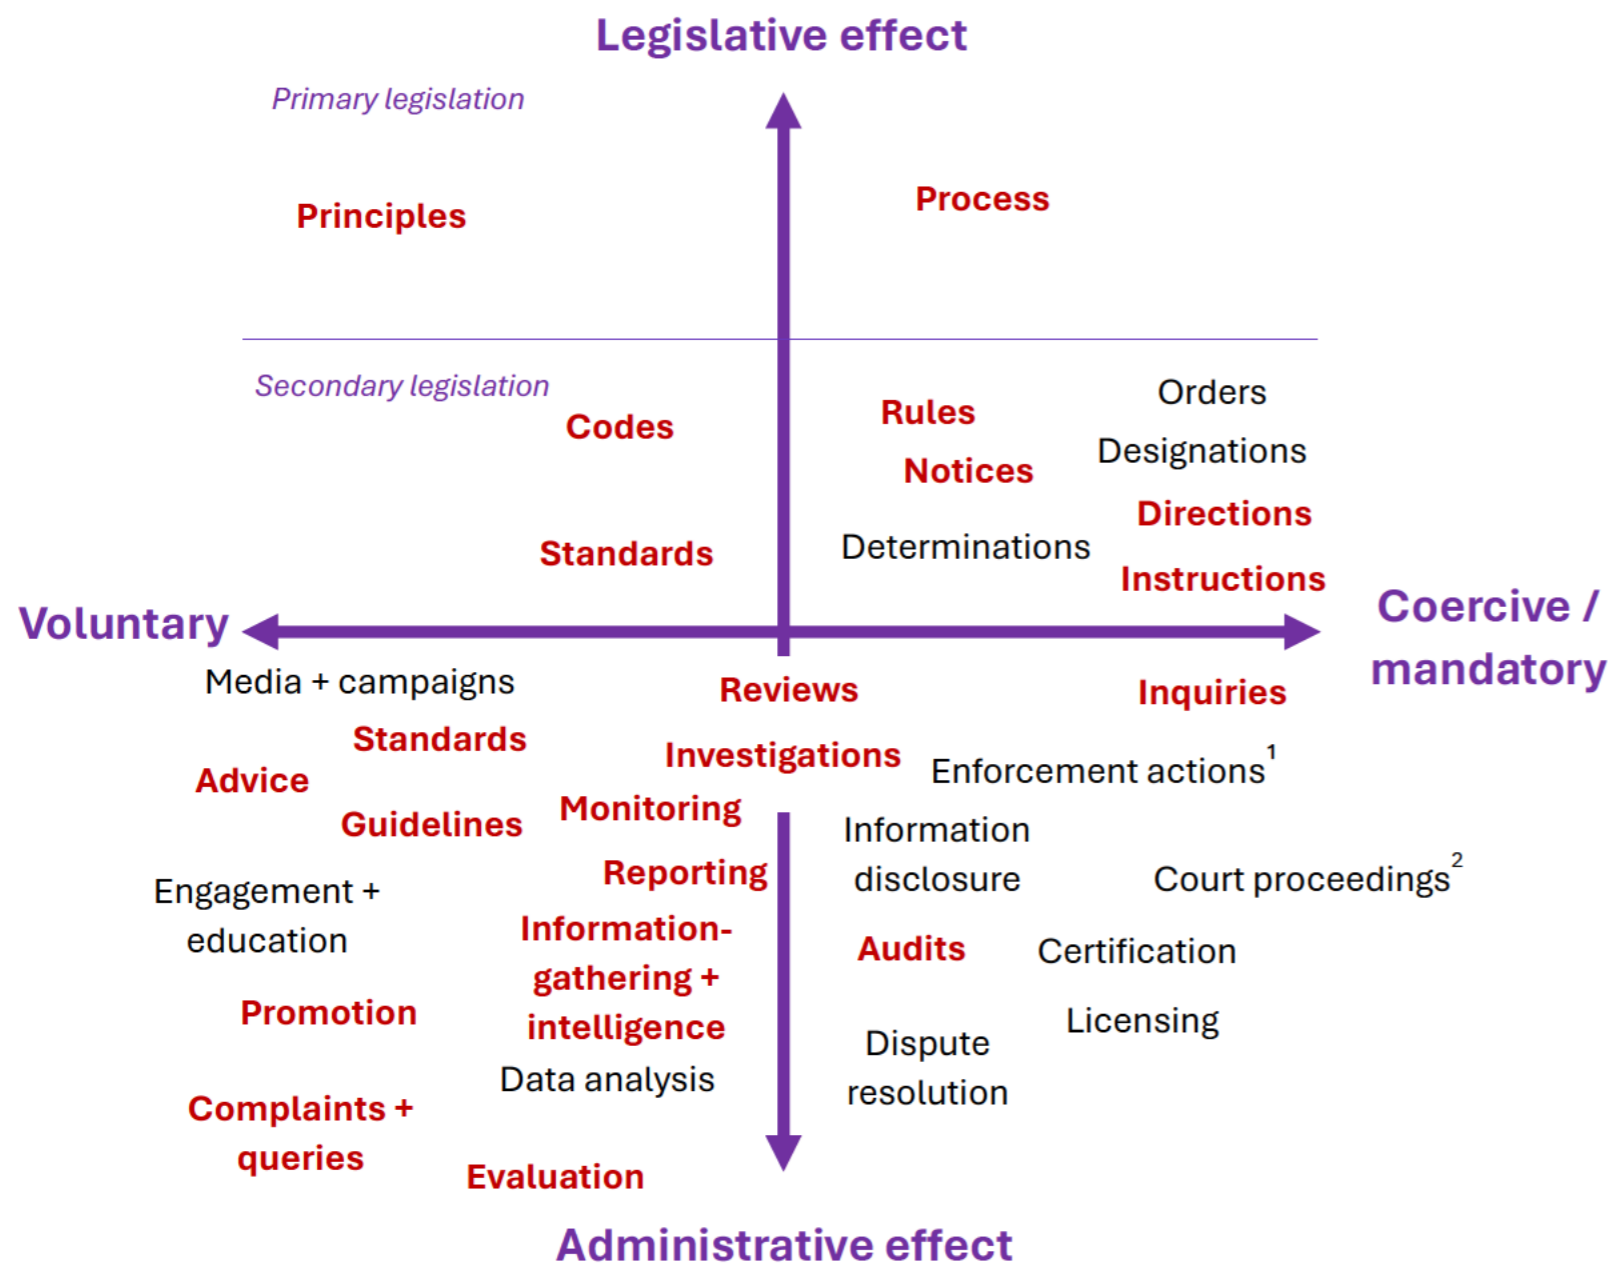 Legislative effect
Primary legislation
Process
Principles
Secondary legislation
Orders
Rules
Codes
Designations
Notices
Directions
Determinations
Standards
Instructions
Voluntary
Coercive /
mandatory
Media + campaigns
Reviews
Inquiries
Standards
Investigations
Enforcement actions¹
Advice
Monitoring
Guidelines
Information
disclosure
Reporting
Court proceedings²
Engagement +
education
Information-
gathering +
intelligence
Audits
Certification
Promotion
Licensing
Dispute
resolution
Data analysis
Complaints +
queries
Evaluation
Administrative effect